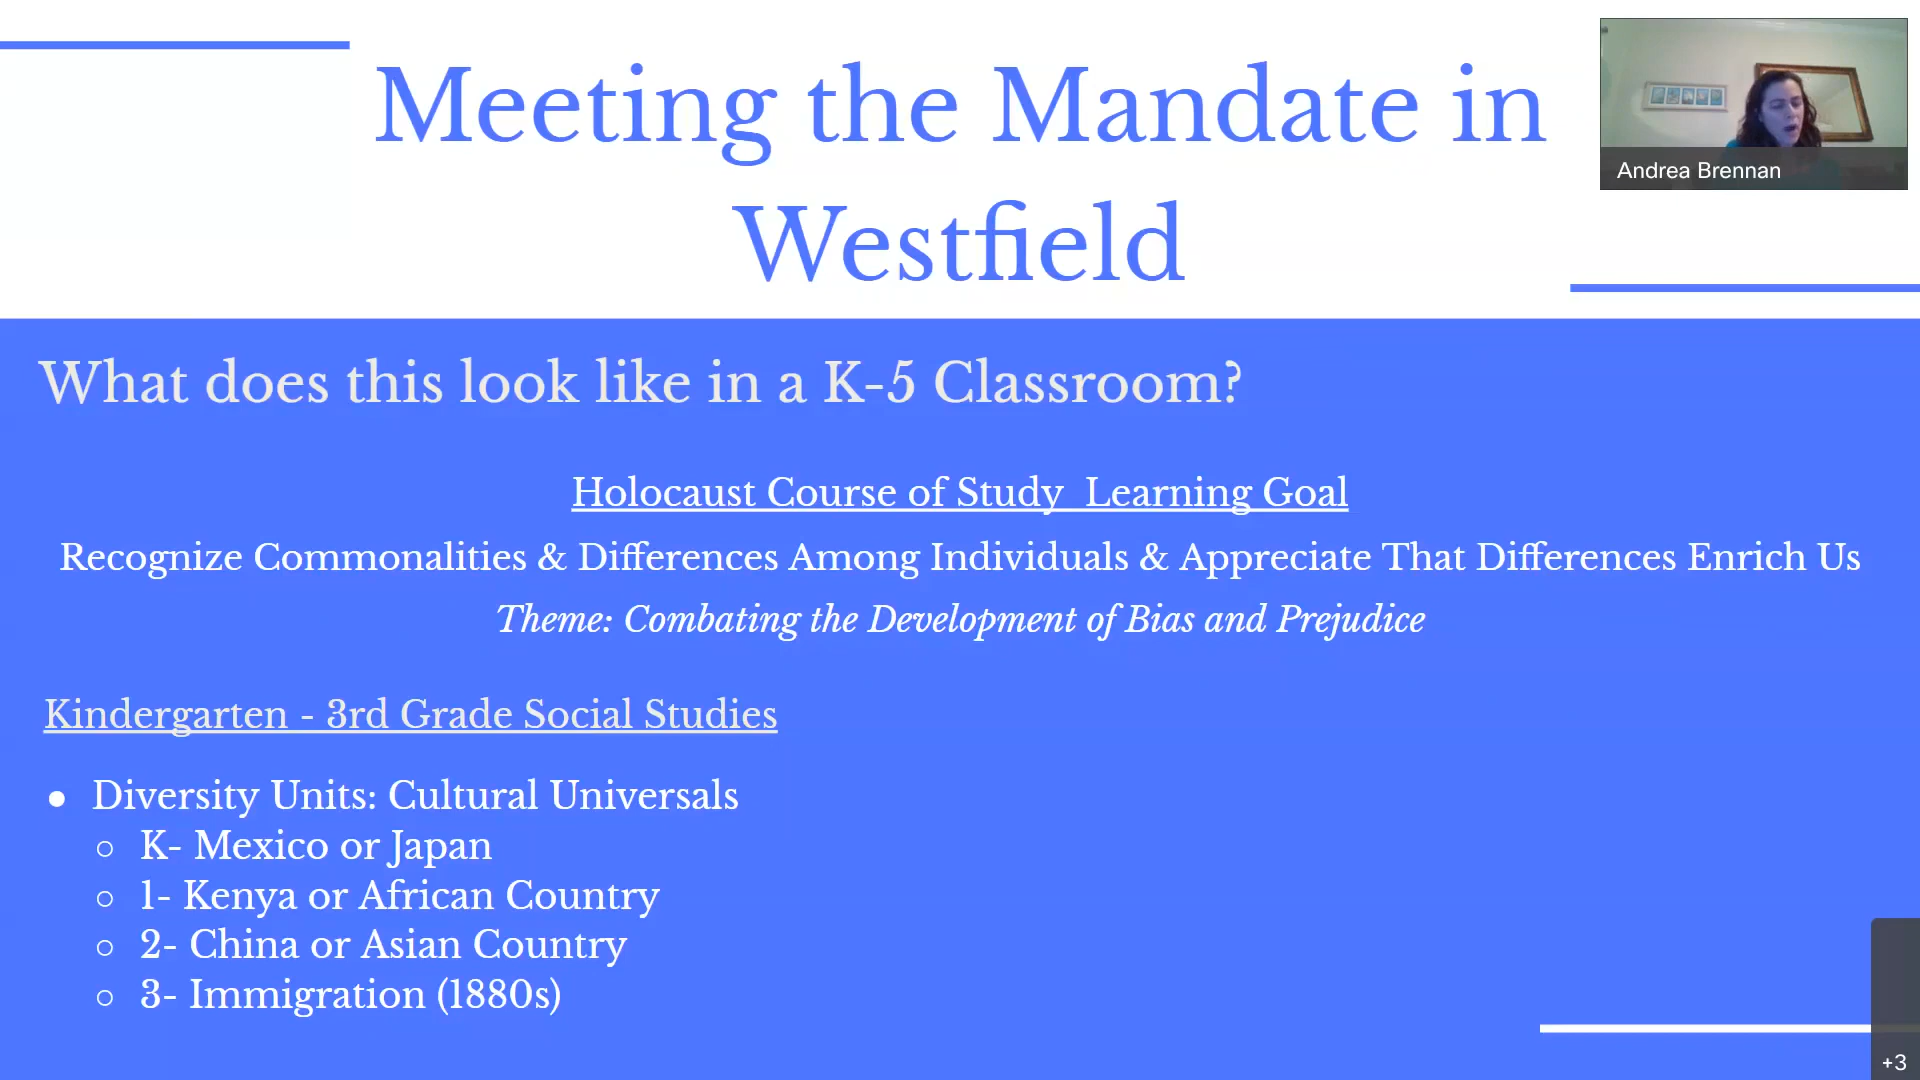 Meeting the Mandate in
Westfield
Andrea Brennan
What does this look like in a K-5 Classroom?
Holocaust Course of Study  Learning Goal
Recognize Commonalities & Differences Among Individuals & Appreciate That Differences Enrich Us
Theme: Combating the Development of Bias and Prejudice
Kindergarten - 3rd Grade Social Studies
● Diversity Units: Cultural Universals
○ K- Mexico or Japan
○ 1- Kenya or African Country
○ 2- China or Asian Country
○ 3- Immigration (1880s)
+3